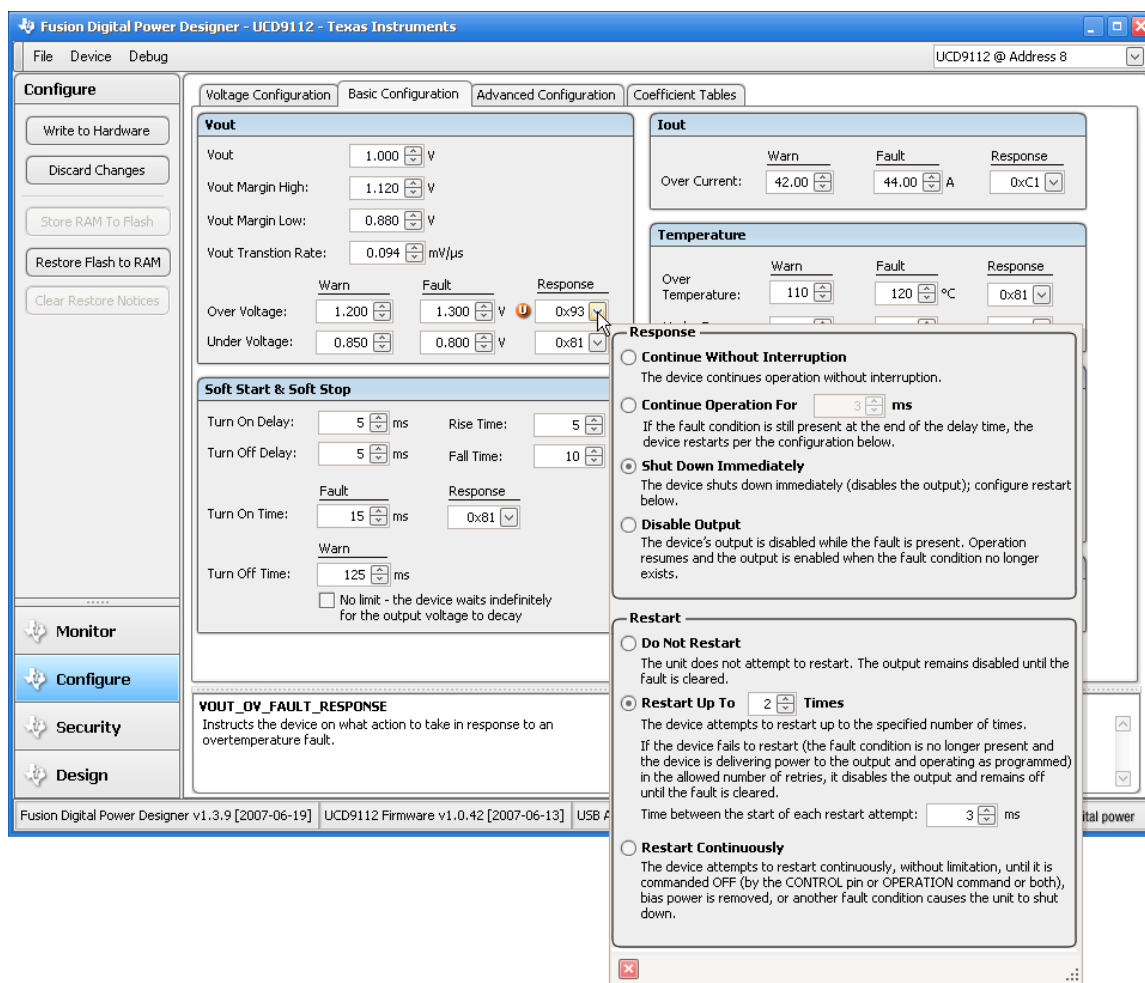 Fusion Digital Power Designer - UCD9112 - Texas Instruments
File Device Debug
UCD9112 @ Address 8
Configure
Write to Hardware
Discard Changes
Store RAM To Flash
Restore Flash to RAM
Clear Restore Notices
Monitor
Configure
Security
Design
Voltage Configuration
Basic Configuration
Advanced Configuration
Coefficient Tables
Vout
Vout 1.000 V
Vout Margin High: 1.120 V
Vout Margin Low: 0.880 V
Vout Transtion Rate: 0.094 mV/µs
Warn Fault Response
Over Voltage: 1.200 1.300 V U 0x93
Under Voltage: 0.850 0.800 V 0x81
Iout
Warn Fault Response
Over Current: 42.00 44.00 A 0xC1
Temperature
Warn Fault Response
Over
Temperature: 110 120 °C 0x81
Soft Start & Soft Stop
Turn On Delay: 5 ms Rise Time: 5
Turn Off Delay: 5 ms Fall Time: 10
Fault Response
Turn On Time: 15 ms 0x81
Warn
Turn Off Time: 125 ms
No limit - the device waits indefinitely
for the output voltage to decay
Response
Continue Without Interruption
The device continues operation without interruption.
Continue Operation For 3 ms
If the fault condition is still present at the end of the delay time, the
device restarts per the configuration below.
Shut Down Immediately
The device shuts down immediately (disables the output); configure restart
below.
Disable Output
The device's output is disabled while the fault is present. Operation
resumes and the output is enabled when the fault condition no longer
exists.
Restart
Do Not Restart
The unit does not attempt to restart. The output remains disabled until the
fault is cleared.
Restart Up To 2 Times
The device attempts to restart up to the specified number of times.
If the device fails to restart (the fault condition is no longer present and
the device is delivering power to the output and operating as programmed)
in the allowed number of retries, it disables the output and remains off
until the fault is cleared.
Time between the start of each restart attempt: 3 ms
Restart Continuously
The device attempts to restart continuously, without limitation, until it is
commanded OFF (by the CONTROL pin or OPERATION command or both),
bias power is removed, or another fault condition causes the unit to shut
down.
VOUT_OV_FAULT_RESPONSE
Instructs the device on what action to take in response to an
overtemperature fault.
Fusion Digital Power Designer v1.3.9 [2007-06-19] UCD9112 Firmware v1.0.42 [2007-06-13] USB A
ital power